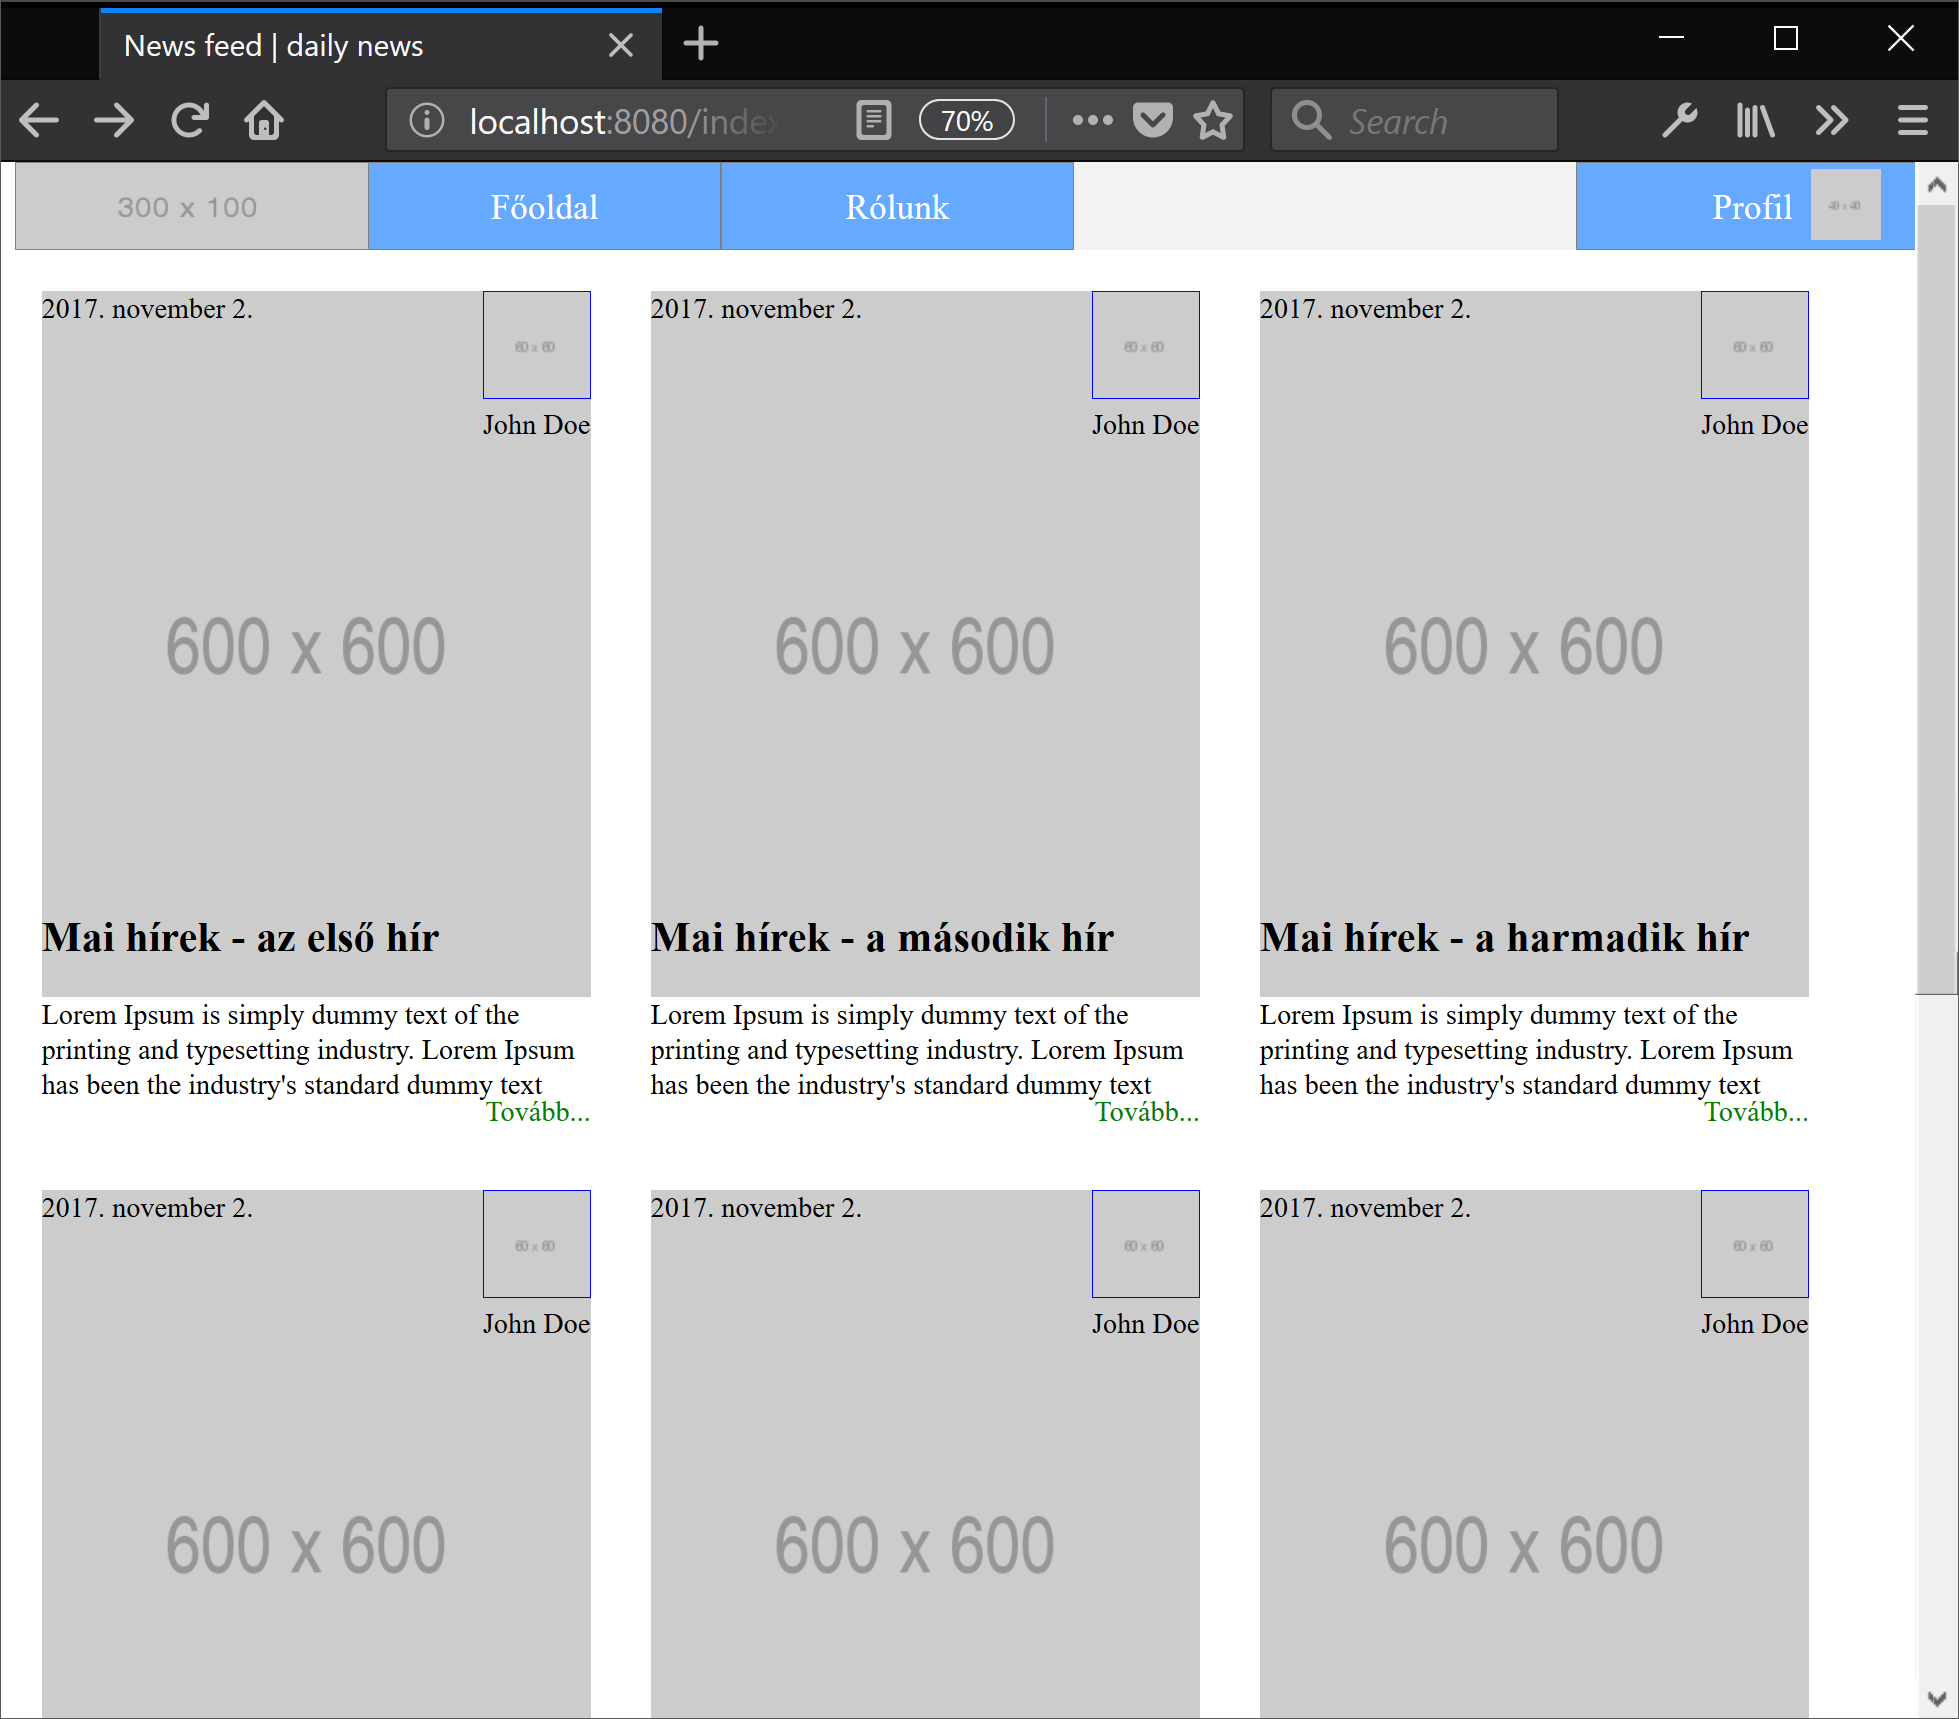 News feed | daily news
localhost:8080/index
70%
Search
300 x 100
Főoldal
Rólunk
Profil
40 x 40
2017. november 2.
60 x 60
John Doe
600 x 600
Mai hírek - az első hír
Lorem Ipsum is simply dummy text of the
printing and typesetting industry. Lorem Ipsum
has been the industry's standard dummy text
Tovább...
2017. november 2.
60 x 60
John Doe
600 x 600
Mai hírek - a második hír
Lorem Ipsum is simply dummy text of the
printing and typesetting industry. Lorem Ipsum
has been the industry's standard dummy text
Tovább...
2017. november 2.
60 x 60
John Doe
600 x 600
Mai hírek - a harmadik hír
Lorem Ipsum is simply dummy text of the
printing and typesetting industry. Lorem Ipsum
has been the industry's standard dummy text
Tovább...
2017. november 2.
60 x 60
John Doe
600 x 600
2017. november 2.
60 x 60
John Doe
600 x 600
2017. november 2.
60 x 60
John Doe
600 x 600